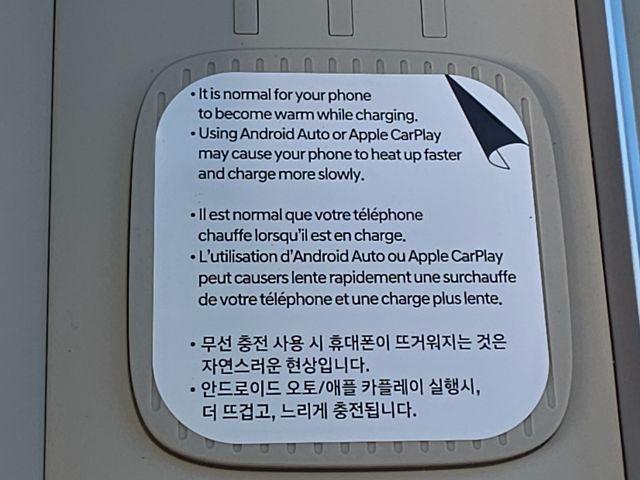 • It is normal for your phone
to become warm while charging.
• Using Android Auto or Apple CarPlay
may cause your phone to heat up faster
and charge more slowly.
• Il est normal que votre téléphone
chauffe lorsqu'il est en charge.
• L'utilisation d'Android Auto ou Apple CarPlay
peut causers lente rapidement une surchauffe
de votre téléphone et une charge plus lente.
• 무선 충전 사용 시 휴대폰이 뜨거워지는 것은
자연스러운 현상입니다.
• 안드로이드 오토/애플 카플레이 실행시,
더 뜨겁고, 느리게 충전됩니다.